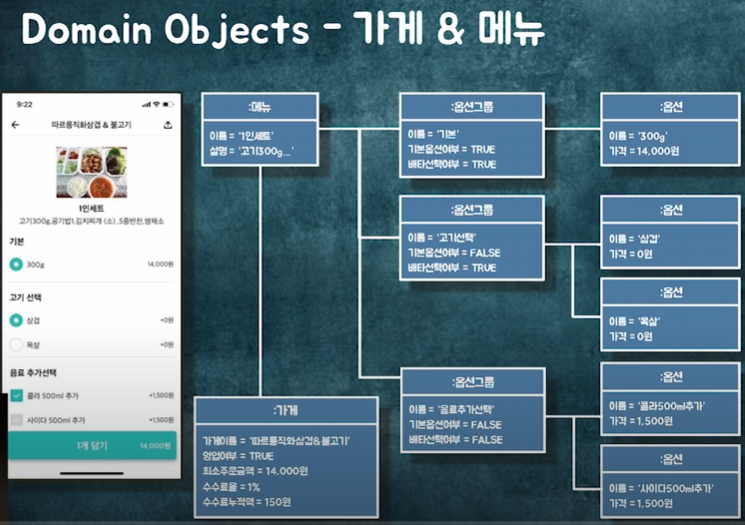 Domain Objects - 가게 & 메뉴
9:22
따르릉직화삼겹 & 불고기
1인세트
고기300g,공기밥1,김치찌개 (소) ,5종반찬,쌈채소
기본
300g 14,000원
고기 선택
삼겹 +0원
목살 +0원
음료 추가선택
콜라 500ml 추가 +1,500원
사이다 500ml 추가 +1,500원
1개 담기 14,000원
:메뉴
이름 = '1인세트'
설명 = '고기300g...'
:가게
가게이름 = '따르릉직화삼겹&불고기'
영업여부 = TRUE
최소주문금액 = 14,000원
수수료율 = 1%
수수료누적액 = 150원
:옵션그룹
이름 = '기본'
기본옵션여부 = TRUE
배타선택여부 = TRUE
:옵션그룹
이름 = '고기선택'
기본옵션여부 = FALSE
배타선택여부 = TRUE
:옵션그룹
이름 = '음료추가선택'
기본옵션여부 = FALSE
배타선택여부 = FALSE
:옵션
이름 = '300g'
가격 = 14,000원
:옵션
이름 = '삼겹'
가격 = 0원
:옵션
이름 = '목살'
가격 = 0원
:옵션
이름 = '콜라500ml추가'
가격 = 1,500원
:옵션
이름 = '사이다500ml추가'
가격 = 1,500원